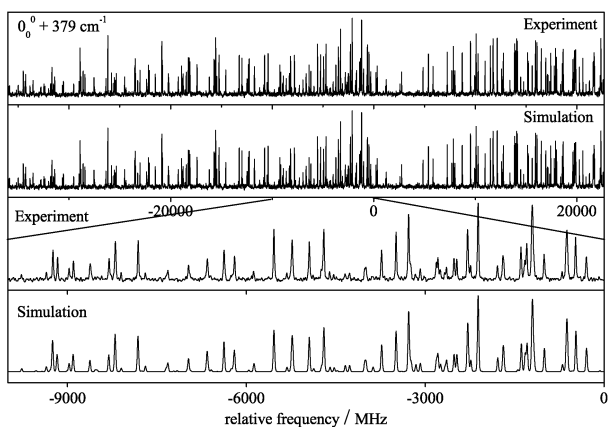 0₀⁰ + 379 cm⁻¹
Experiment
Simulation
-20000 0 20000
Experiment
Simulation
-9000 -6000 -3000 0
relative frequency / MHz